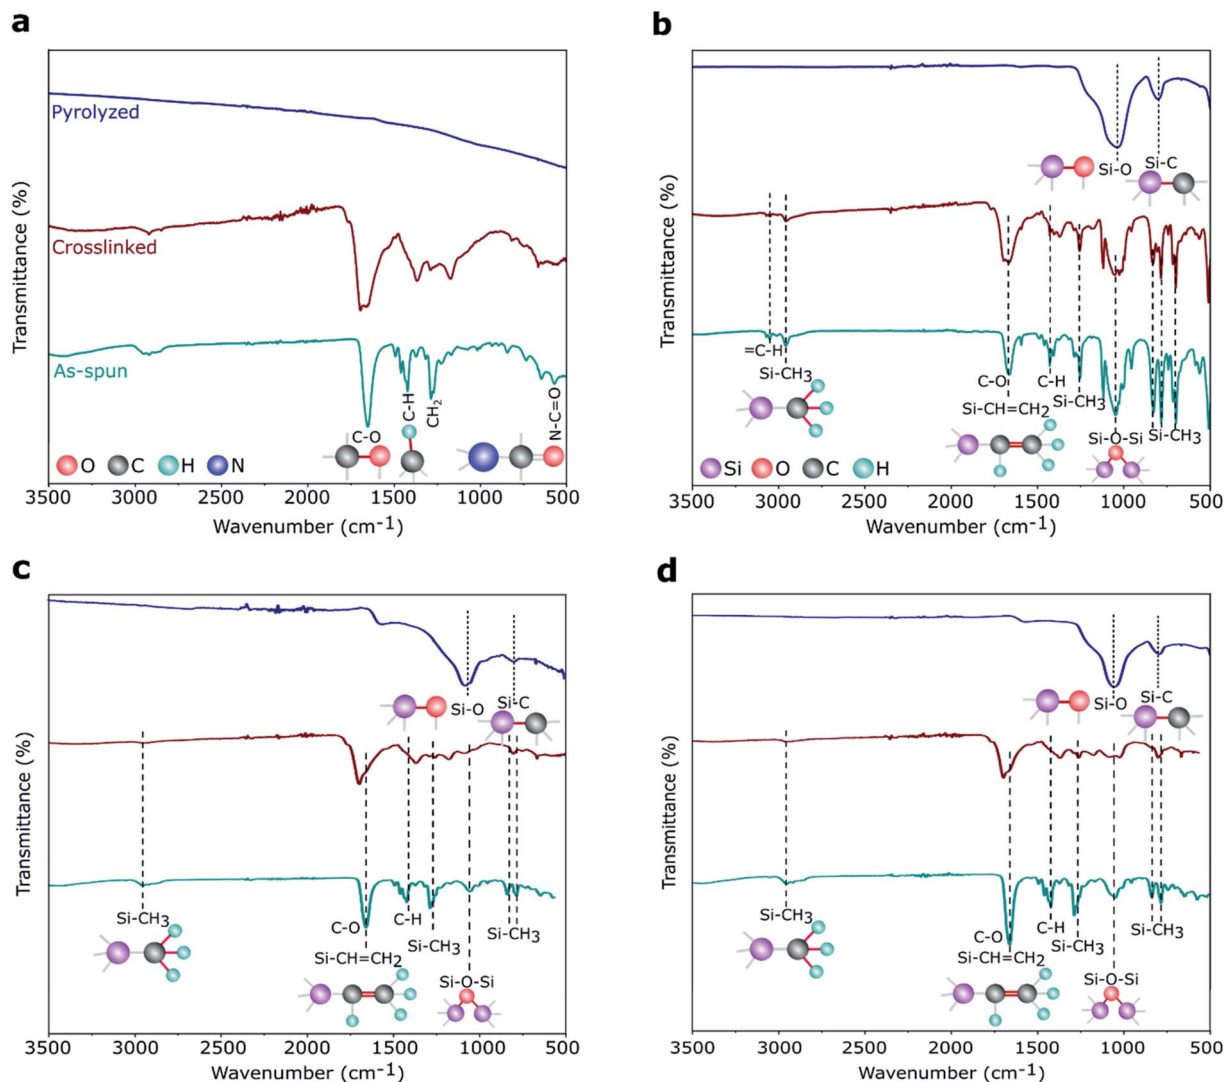 a
Transmittance (%)
Pyrolyzed
Crosslinked
As-spun
C-O
C-H
CH2
N-C=O
O C H N
3500 3000 2500 2000 1500 1000 500
Wavenumber (cm-1)
b
Transmittance (%)
Si-O
Si-C
=C-H
Si-CH3
C-O
Si-CH=CH2
C-H
Si-CH3
Si-O-Si
Si-CH3
Si O C H
3500 3000 2500 2000 1500 1000 500
Wavenumber (cm-1)
c
Transmittance (%)
Si-O
Si-C
Si-CH3
C-O
Si-CH=CH2
C-H
Si-CH3
Si-O-Si
Si-CH3
3500 3000 2500 2000 1500 1000 500
Wavenumber (cm-1)
d
Transmittance (%)
Si-O
Si-C
Si-CH3
C-O
Si-CH=CH2
C-H
Si-CH3
Si-O-Si
Si-CH3
3500 3000 2500 2000 1500 1000 500
Wavenumber (cm-1)